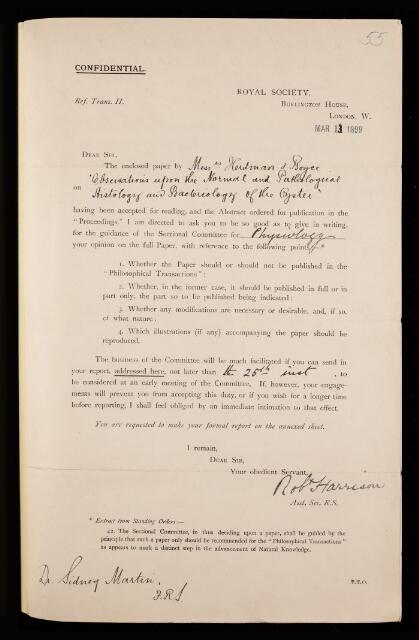 55
CONFIDENTIAL.
Ref. Trans. II.
ROYAL SOCIETY,
BURLINGTON HOUSE,
LONDON, W.
MAR 13 1899
DEAR SIR,
The enclosed paper by Messrs Herdman & Boyce
on "Observations upon the Normal and Pathological
Histology and Bacteriology of the Oyster"
having been accepted for reading, and the Abstract ordered for publication in the
"Proceedings," I am directed to ask you to be so good as to give in writing,
for the guidance of the Sectional Committee for Physiology
your opinion on the full Paper, with reference to the following points:*
1. Whether the Paper should or should not be published in the
"Philosophical Transactions":
2. Whether, in the former case, it should be published in full or in
part only, the part so to be published being indicated:
3. Whether any modifications are necessary or desirable, and, if so,
of what nature:
4. Which illustrations (if any) accompanying the paper should be
reproduced.
The business of the Committee will be much facilitated if you can send in
your report, addressed here, not later than the 25th inst., to
be considered at an early meeting of the Committee. If, however, your engage-
ments will prevent you from accepting this duty, or if you wish for a longer time
before reporting, I shall feel obliged by an immediate intimation to that effect.
You are requested to make your formal report on the annexed sheet.
I remain,
DEAR SIR,
Your obedient Servant,
Robt Harrison
Asst. Sec. R.S.
* Extract from Standing Orders:—
42. The Sectional Committee, in thus deciding upon a paper, shall be guided by the
principle that such a paper only should be recommended for the "Philosophical Transactions"
as appears to mark a distinct step in the advancement of Natural Knowledge.
Dr. Sidney Martin,
F.R.S
P.T.O.